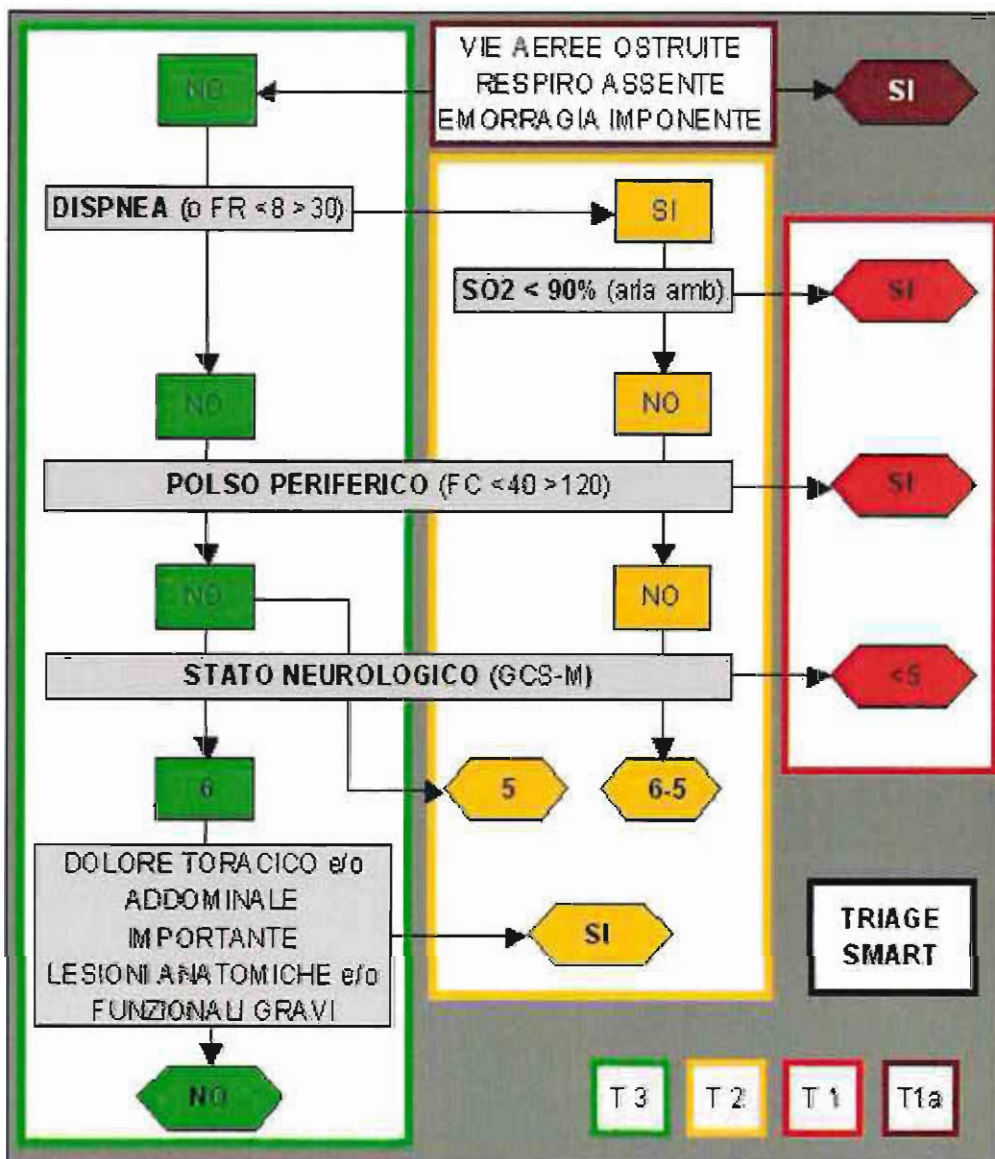 VIE AEREE OSTRUITE
RESPIRO ASSENTE
EMORRAGIA IMPONENTE
NO
SI
DISPNEA (o FR <8 >30)
SI
SO2 < 90% (aria amb)
SI
NO
NO
POLSO PERIFERICO (FC <40 >120)
SI
NO
NO
STATO NEUROLOGICO (GCS-M)
<5
6
5
6-5
DOLORE TORACICO e/o
ADDOMINALE
IMPORTANTE
LESIONI ANATOMICHE e/o
FUNZIONALI GRAVI
SI
NO
TRIAGE
SMART
T 3
T 2
T 1
T1a